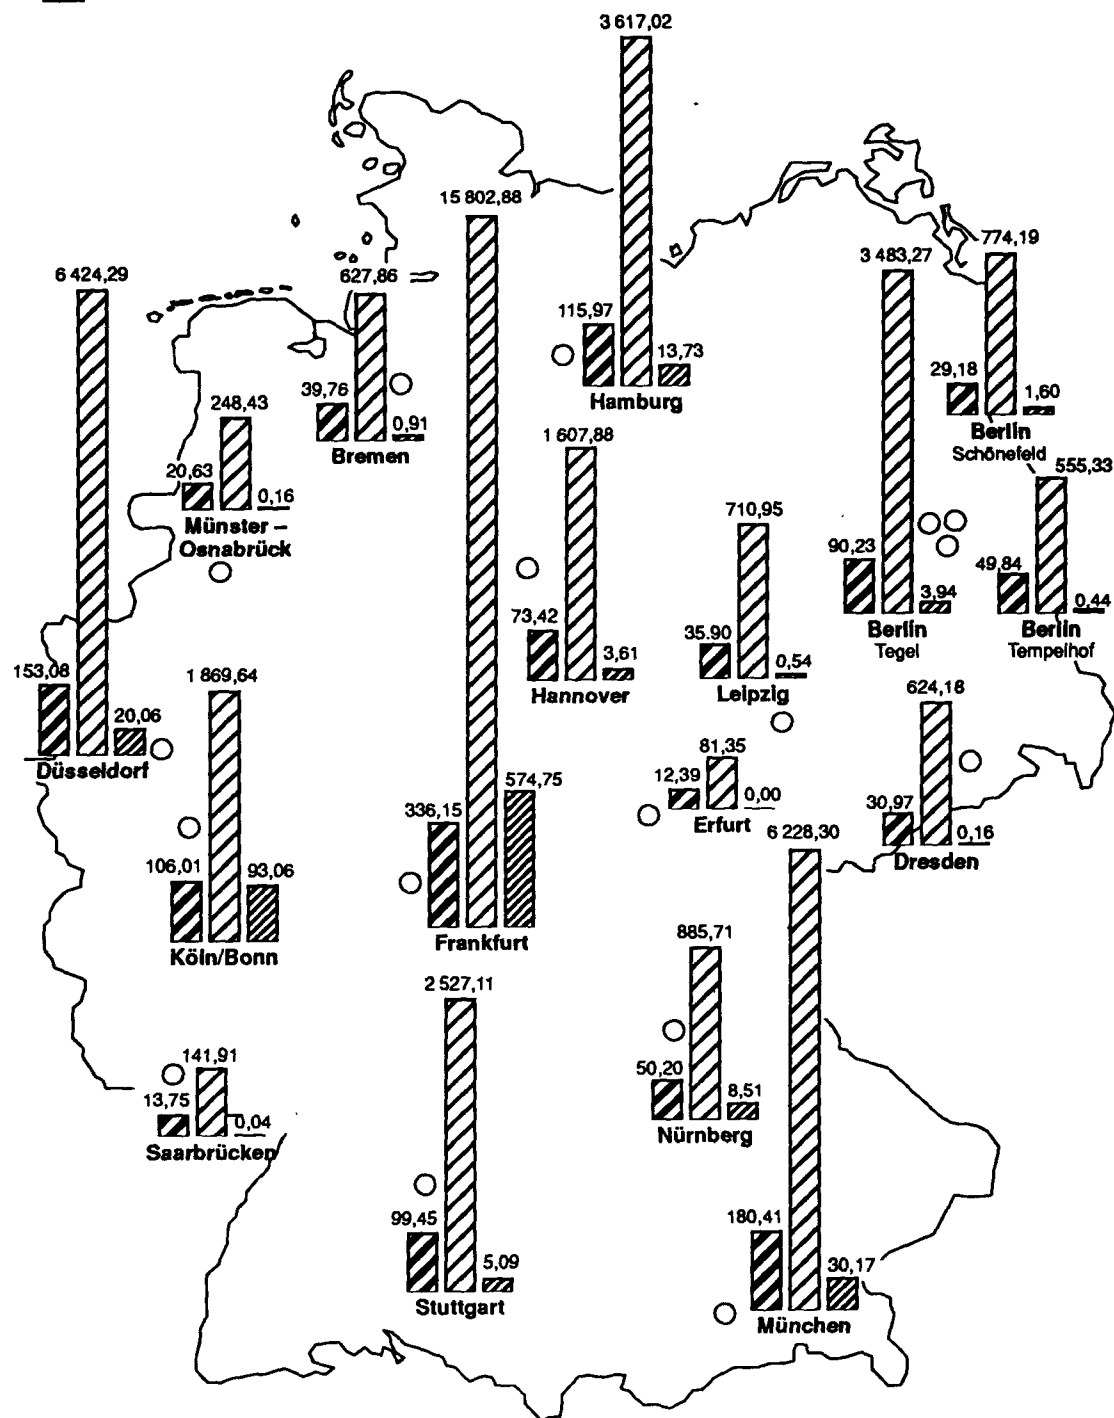 3 617,02
115,97
13,73
Hamburg
15 802,88
336,15
574,75
Frankfurt
6 424,29
153,08
20,06
Düsseldorf
627,86
39,76
0,91
Bremen
248,43
20,63
0,16
Münster –
Osnabrück
774,19
29,18
1,60
Berlin
Schönefeld
3 483,27
90,23
3,94
Berlin
Tegel
555,33
49,84
0,44
Berlin
Tempelhof
1 607,88
73,42
3,61
Hannover
710,95
35.90
0,54
Leipzig
1 869,64
106,01
93,06
Köln/Bonn
81,35
12,39
0,00
Erfurt
624,18
30,97
0,16
Dresden
6 228,30
180,41
30,17
München
885,71
50,20
8,51
Nürnberg
2 527,11
99,45
5,09
Stuttgart
141,91
13,75
0,04
Saarbrücken